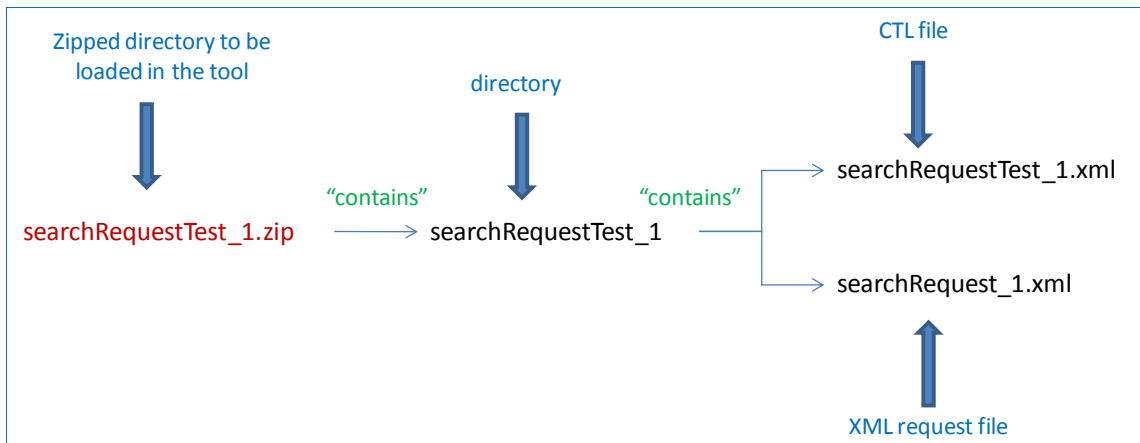 Zipped directory to be
loaded in the tool
directory
CTL file
searchRequestTest_1.zip
“contains”
searchRequestTest_1
“contains”
searchRequestTest_1.xml
searchRequest_1.xml
XML request file